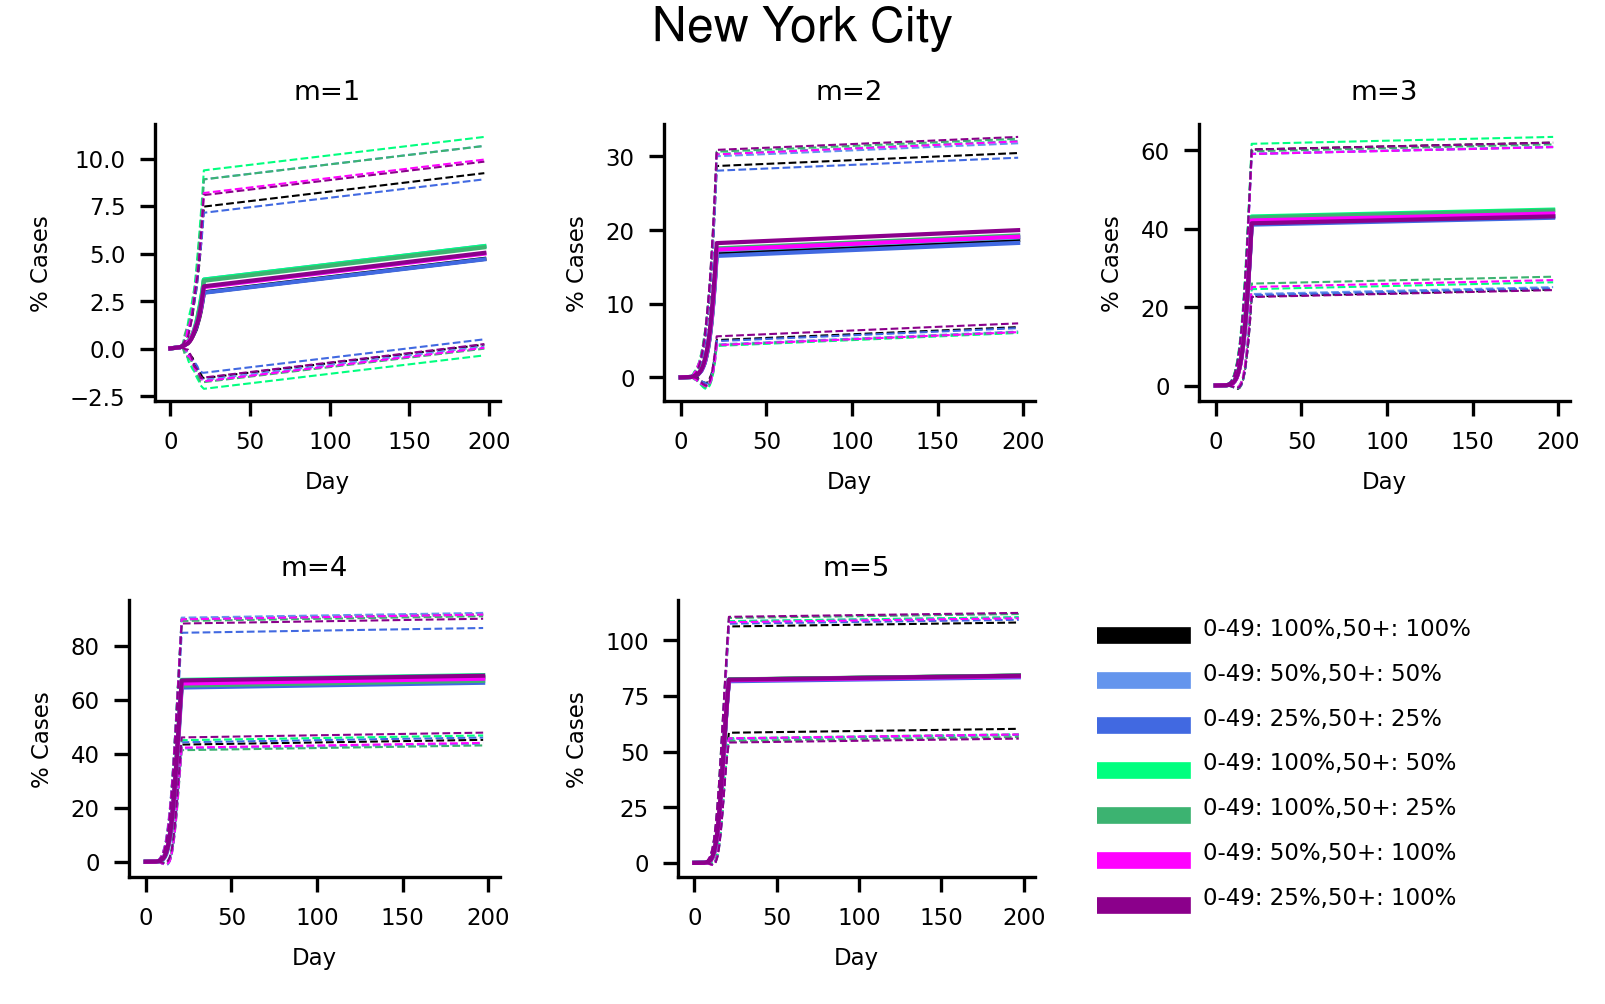 New York City
m=1
m=2
m=3
% Cases
10.0
7.5
5.0
2.5
0.0
−2.5
0 50 100 150 200
Day
% Cases
30
20
10
0
0 50 100 150 200
Day
% Cases
60
40
20
0
0 50 100 150 200
Day
m=4
m=5
% Cases
80
60
40
20
0
0 50 100 150 200
Day
% Cases
100
75
50
25
0
0 50 100 150 200
Day
0-49: 100%,50+: 100%
0-49: 50%,50+: 50%
0-49: 25%,50+: 25%
0-49: 100%,50+: 50%
0-49: 100%,50+: 25%
0-49: 50%,50+: 100%
0-49: 25%,50+: 100%